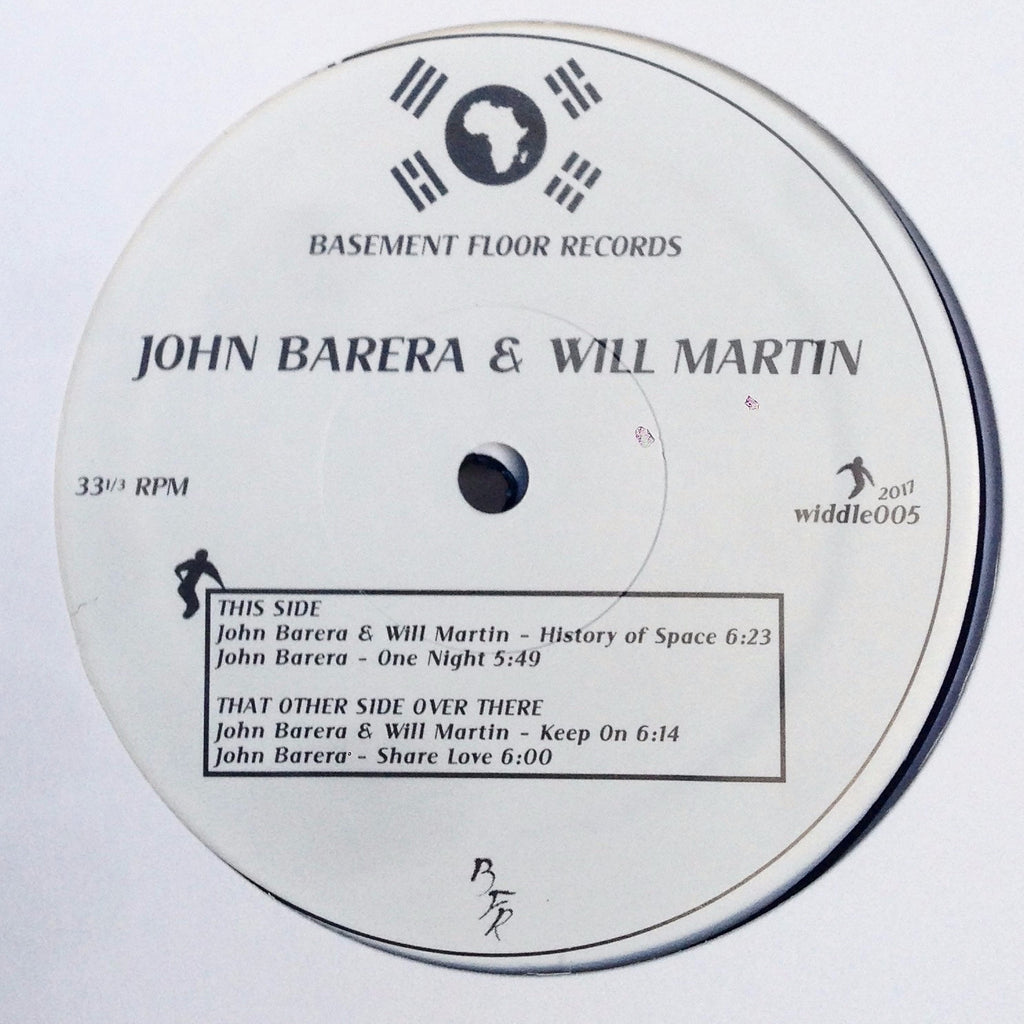 BASEMENT FLOOR RECORDS
JOHN BARERA & WILL MARTIN
33 1/3 RPM
2017
widdle005
THIS SIDE
John Barera & Will Martin - History of Space 6:23
John Barera - One Night 5:49
THAT OTHER SIDE OVER THERE
John Barera & Will Martin - Keep On 6:14
John Barera - Share Love 6:00
BFR